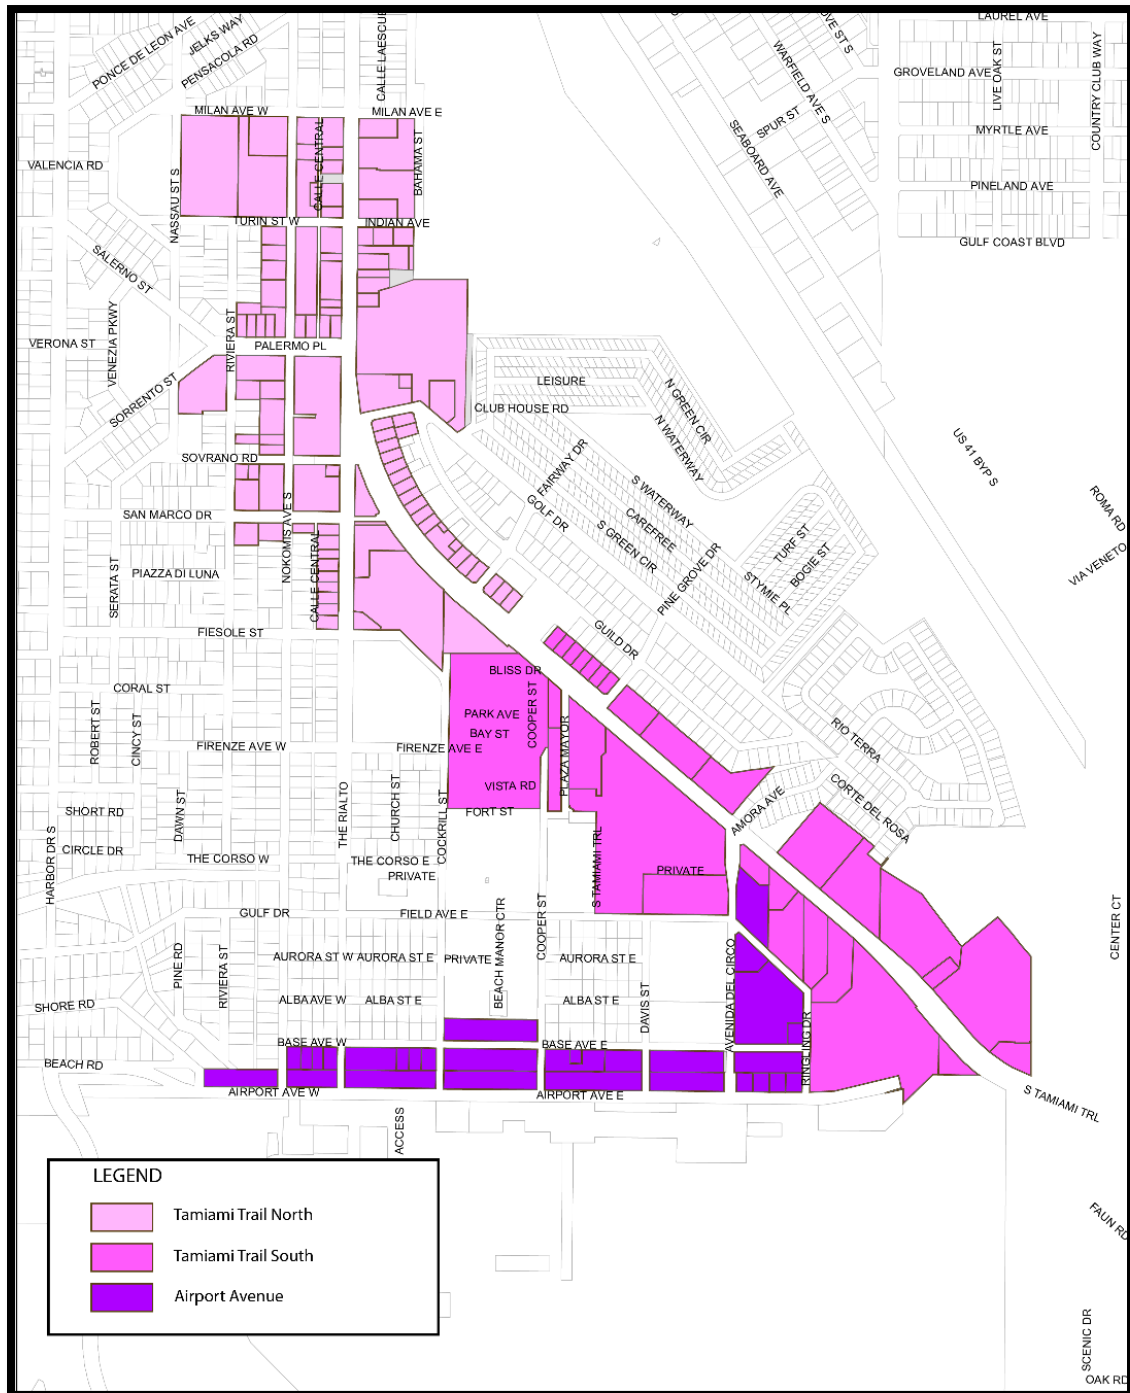 LAUREL AVE
PONCE DE LEON AVE
JELKS WAY
PENSACOLA RD
WARFIELD AVE S
GROVELAND AVE
LIVE OAK ST
COUNTRY CLUB WAY
MILAN AVE W
MILAN AVE E
SPUR ST
MYRTLE AVE
SEABOARD AVE
VALENCIA RD
CALLE CENTRAL
BAHAMA ST
PINELAND AVE
NASSAU ST S
TURIN ST W
INDIAN AVE
GULF COAST BLVD
SALERNO ST
VENEZIA PKWY
VERONA ST
RIVIERA ST
PALERMO PL
SORRENTO ST
LEISURE
N GREEN CIR
CLUB HOUSE RD
N WATERWAY
SOVRANO RD
FAIRWAY DR
US 41 BYP S
S WATERWAY
SAN MARCO DR
NOKOMIS AVE S
GOLF DR
CAREFREE
S GREEN CIR
ROMA RD
TURF ST
BOGIE ST
VIA VENETO
PIAZZA DI LUNA
SERATA ST
CALLE CENTRAL
PINE GROVE DR
STYMIE PL
FIESOLE ST
GUILD DR
BLISS DR
CORAL ST
COOPER ST
ROBERT ST
CINCY ST
PARK AVE
BAY ST
PLAZA MAYOR
RIO TERRA
FIRENZE AVE W
FIRENZE AVE E
VISTA RD
CORTE DEL ROSA
SHORT RD
DAWN ST
THE RIALTO
CHURCH ST
COCKRILL ST
FORT ST
AMORA AVE
CIRCLE DR
HARBOR DR S
THE CORSO W
THE CORSO E
PRIVATE
S TAMIAMI TRL
PRIVATE
GULF DR
FIELD AVE E
BEACH MANOR CTR
COOPER ST
CENTER CT
PINE RD
RIVIERA ST
AURORA ST W
AURORA ST E
PRIVATE
AURORA ST E
AVENIDA DEL CIRCO
SHORE RD
ALBA AVE W
ALBA ST E
ALBA ST E
DAVIS ST
BASE AVE W
BASE AVE E
RINGLING DR
BEACH RD
AIRPORT AVE W
AIRPORT AVE E
S TAMIAMI TRL
ACCESS
LEGEND
Tamiami Trail North
Tamiami Trail South
Airport Avenue
FAUN RD
SCENIC DR
OAK RD